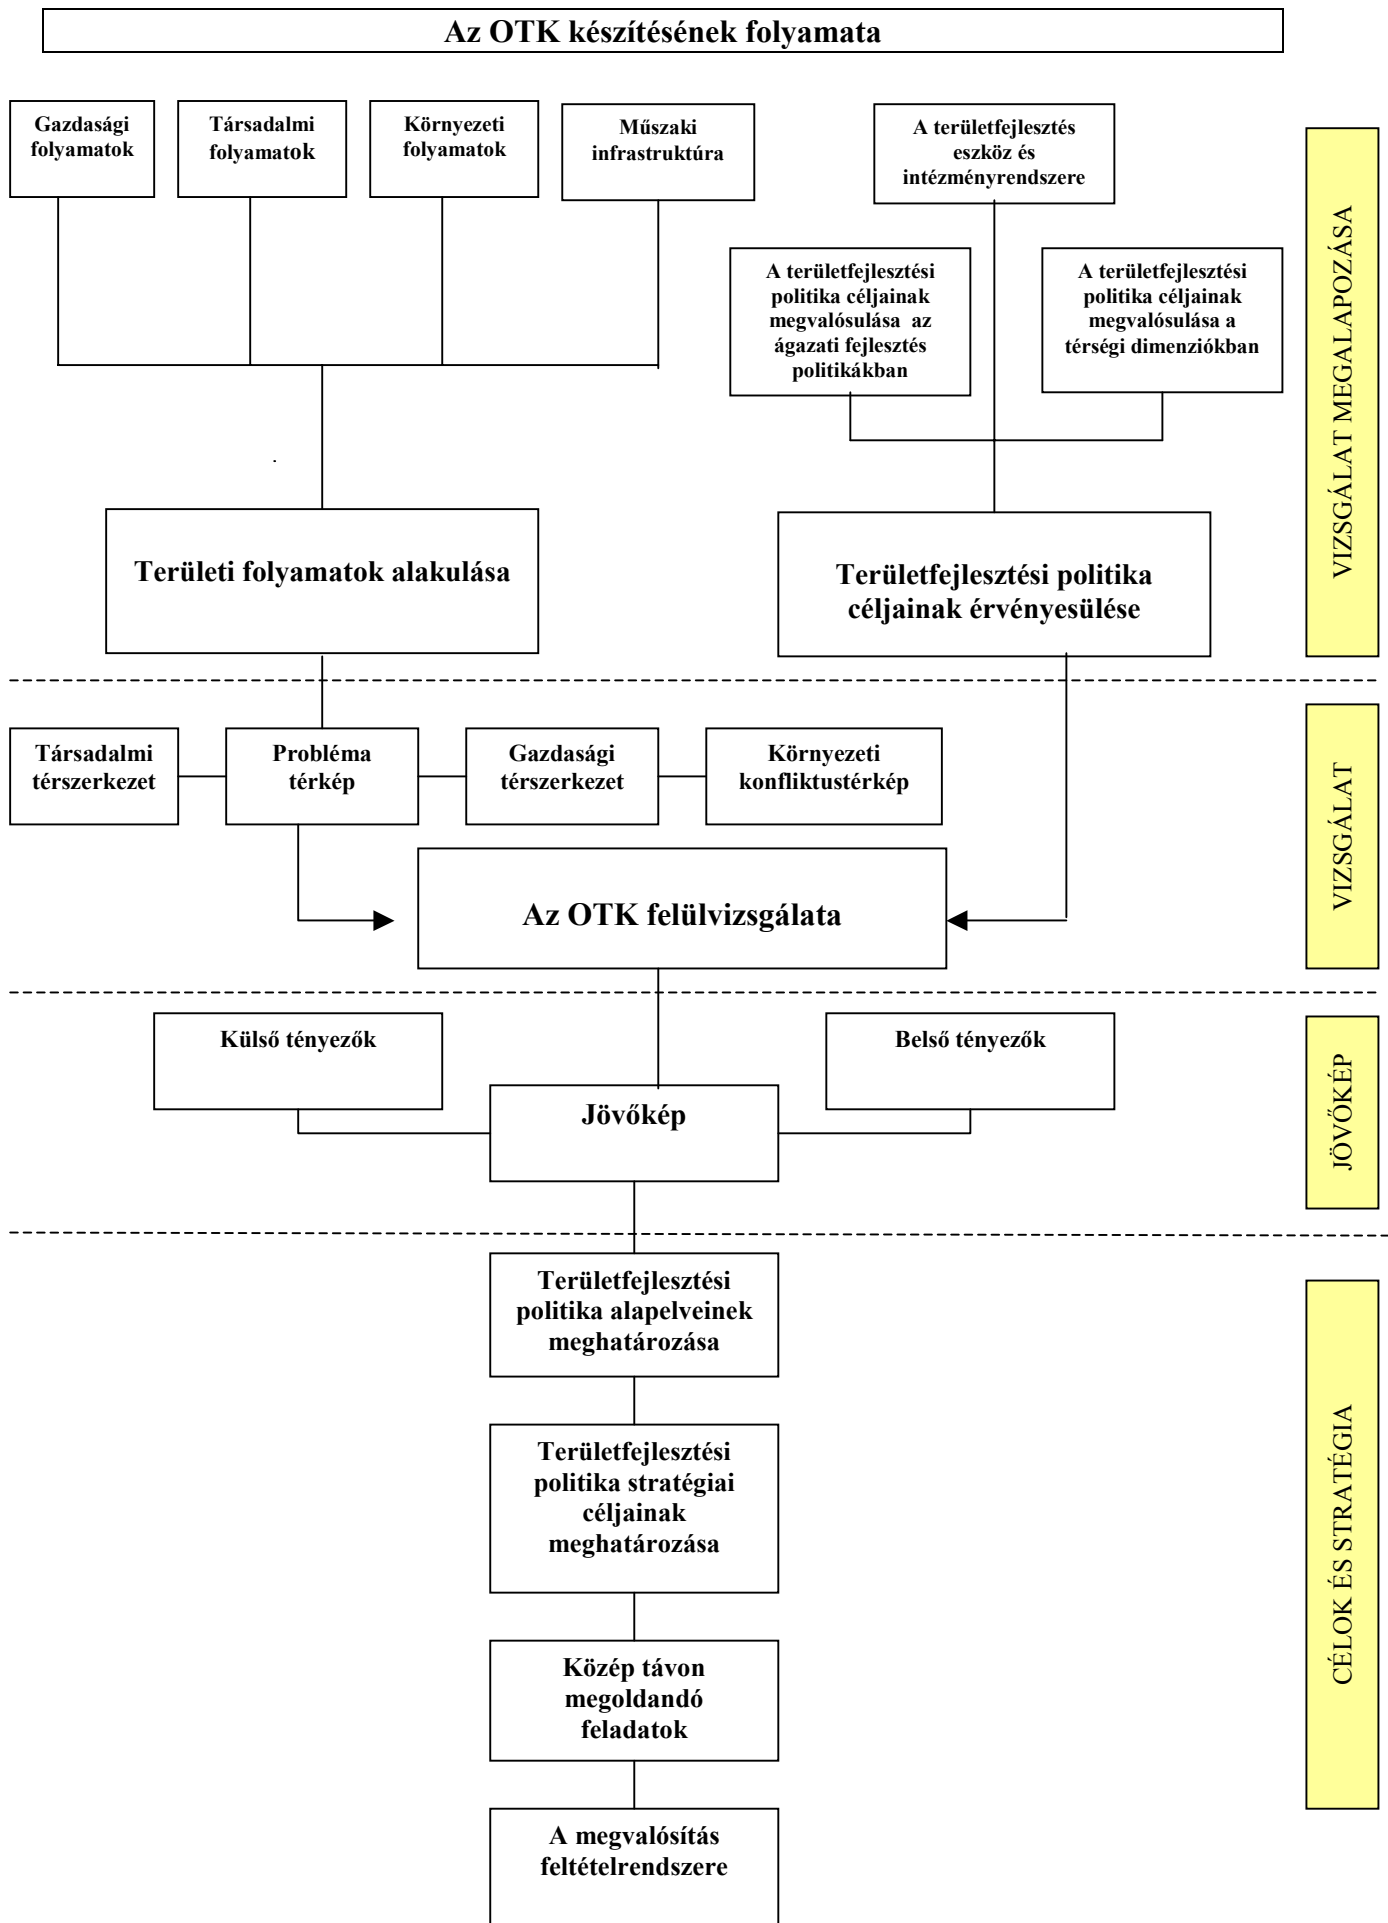 Az OTK készítésének folyamata
Gazdasági
folyamatok
Társadalmi
folyamatok
Környezeti
folyamatok
Műszaki
infrastruktúra
A területfejlesztés
eszköz és
intézményrendszere
A területfejlesztési
politika céljainak
megvalósulása az
ágazati fejlesztés
politikákban
A területfejlesztési
politika céljainak
megvalósulása a
térségi dimenziókban
VIZSGÁLAT MEGALAPOZÁSA
Területi folyamatok alakulása
Területfejlesztési politika
céljainak érvényesülése
Társadalmi
térszerkezet
Probléma
térkép
Gazdasági
térszerkezet
Környezeti
konfliktustérkép
VIZSGÁLAT
Az OTK felülvizsgálata
Külső tényezők
Belső tényezők
Jövőkép
JÖVŐKÉP
Területfejlesztési
politika alapelveinek
meghatározása
Területfejlesztési
politika stratégiai
céljainak
meghatározása
CÉLOK ÉS STRATÉGIA
Közép távon
megoldandó
feladatok
A megvalósítás
feltételrendszere